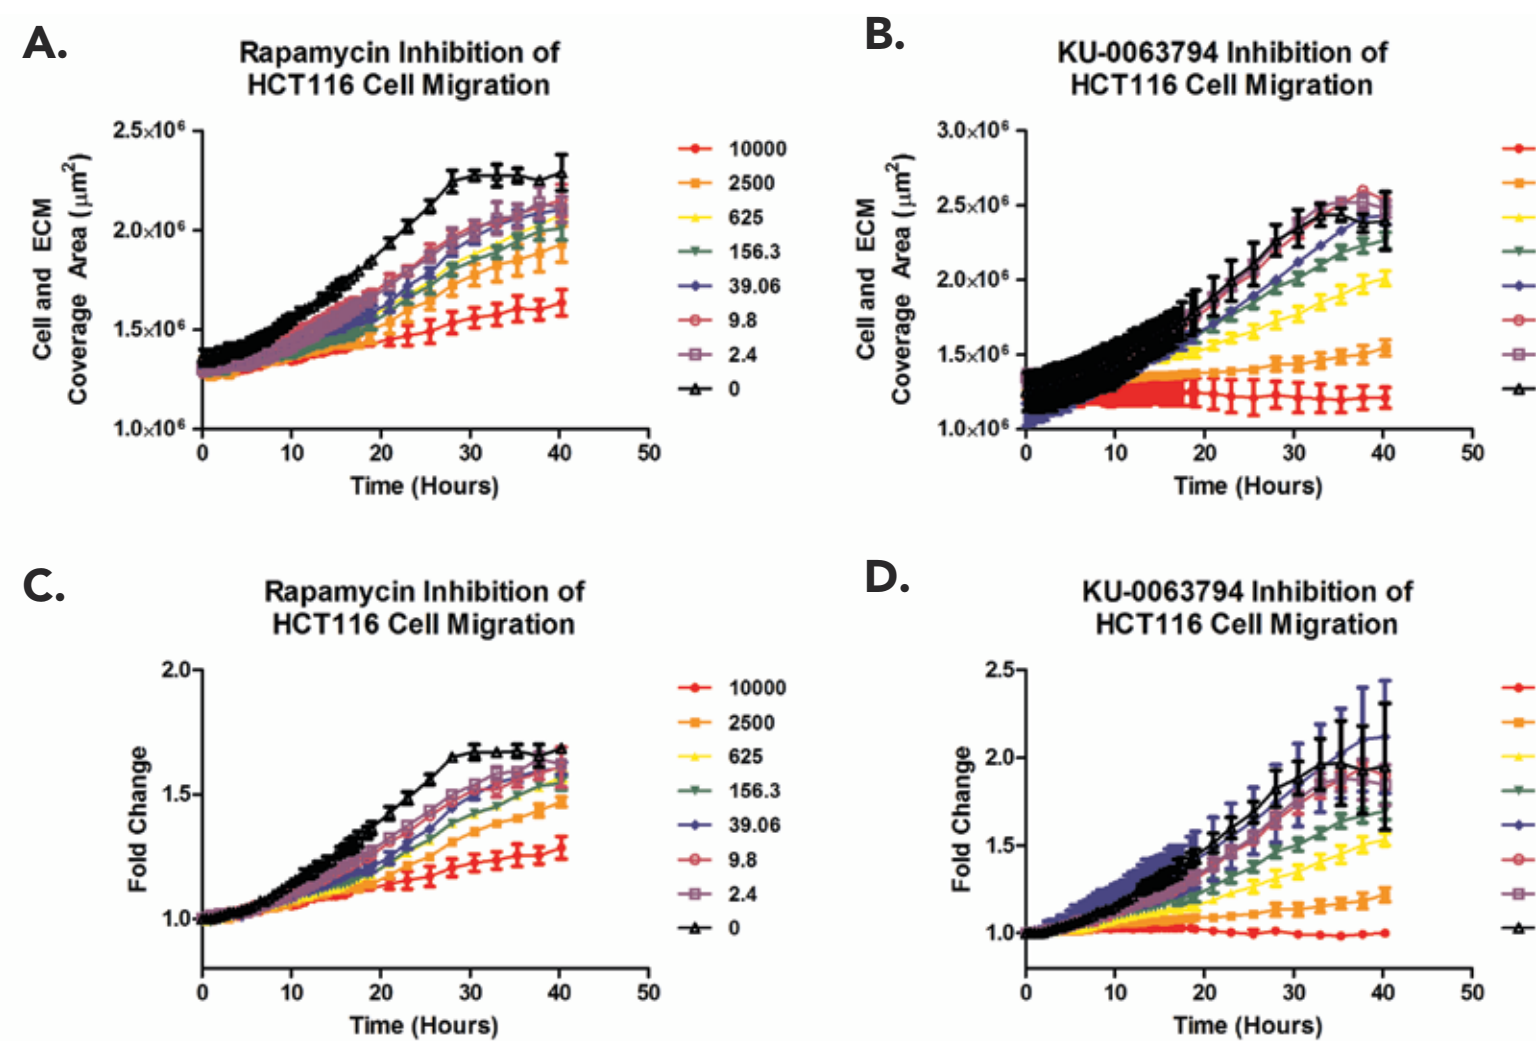 A.
Rapamycin Inhibition of
HCT116 Cell Migration
Cell and ECM
Coverage Area (μm²)
2.5×10⁶
2.0×10⁶
1.5×10⁶
1.0×10⁶
0 10 20 30 40 50
Time (Hours)
10000
2500
625
156.3
39.06
9.8
2.4
0
B.
KU-0063794 Inhibition of
HCT116 Cell Migration
Cell and ECM
Coverage Area (μm²)
3.0×10⁶
2.5×10⁶
2.0×10⁶
1.5×10⁶
1.0×10⁶
0 10 20 30 40 50
Time (Hours)
C.
Rapamycin Inhibition of
HCT116 Cell Migration
Fold Change
2.0
1.5
1.0
0 10 20 30 40 50
Time (Hours)
10000
2500
625
156.3
39.06
9.8
2.4
0
D.
KU-0063794 Inhibition of
HCT116 Cell Migration
Fold Change
2.5
2.0
1.5
1.0
0 10 20 30 40 50
Time (Hours)